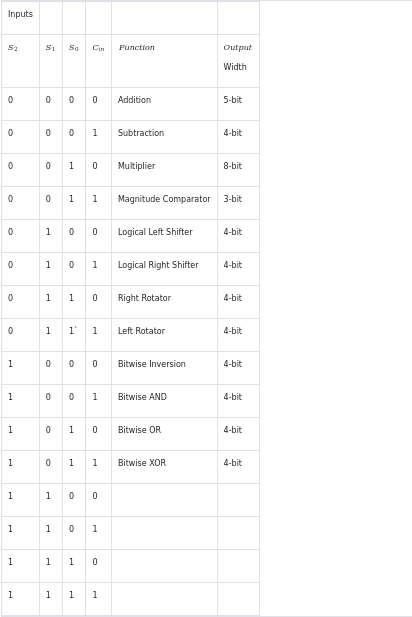 Inputs
S2 S1 S0 Cin Function Output
Width
0 0 0 0 Addition 5-bit
0 0 0 1 Subtraction 4-bit
0 0 1 0 Multiplier 8-bit
0 0 1 1 Magnitude Comparator 3-bit
0 1 0 0 Logical Left Shifter 4-bit
0 1 0 1 Logical Right Shifter 4-bit
0 1 1 0 Right Rotator 4-bit
0 1 1` 1 Left Rotator 4-bit
1 0 0 0 Bitwise Inversion 4-bit
1 0 0 1 Bitwise AND 4-bit
1 0 1 0 Bitwise OR 4-bit
1 0 1 1 Bitwise XOR 4-bit
1 1 0 0
1 1 0 1
1 1 1 0
1 1 1 1